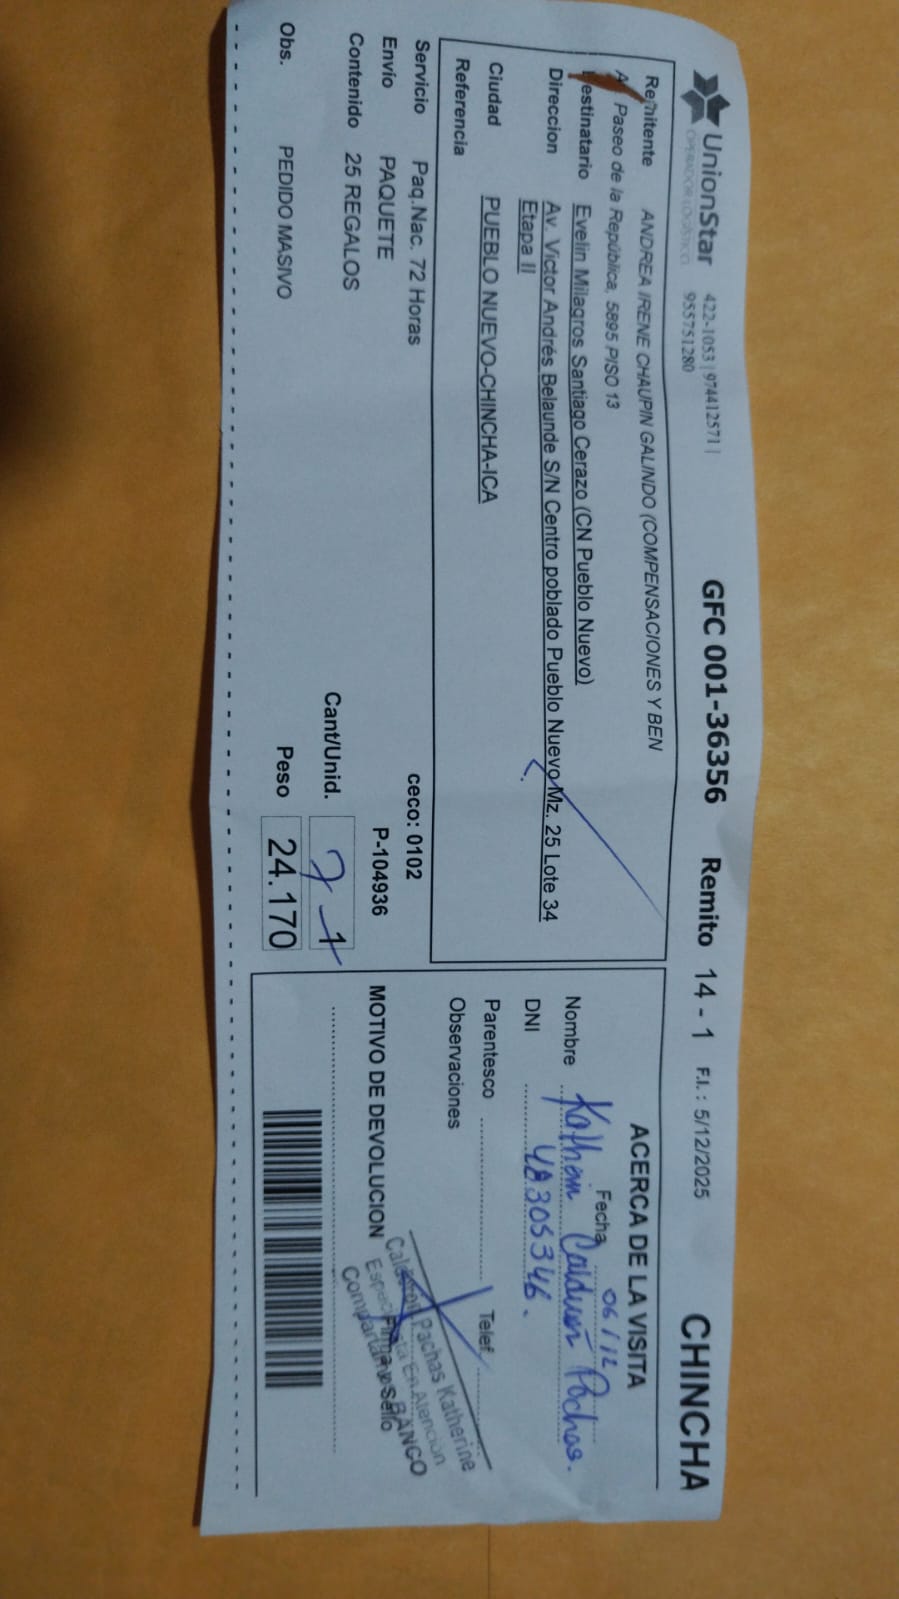 UnionStar
OPERADOR LOGÍSTICO
422-1053 | 974412571 |
955751280
GFC 001-36356 Remito 14 - 1 F.I. : 5/12/2025 CHINCHA
Remitente ANDREA IRENE CHAUPIN GALINDO (COMPENSACIONES Y BEN
Paseo de la República, 5895 PISO 13
Destinatario Evelin Milagros Santiago Cerazo (CN Pueblo Nuevo)
Direccion Av. Victor Andrés Belaunde S/N Centro poblado Pueblo Nuevo Mz. 25 Lote 34
Etapa II
Ciudad PUEBLO NUEVO-CHINCHA-ICA
Referencia
Servicio Paq.Nac. 72 Horas ceco: 0102
Envío PAQUETE P-104936
Contenido 25 REGALOS Cant/Unid. 1
Obs. PEDIDO MASIVO Peso 24.170
ACERCA DE LA VISITA
Fecha 06/12
Nombre Katherin Calderón Pachas.
DNI 48305346.
Parentesco Telef.
Observaciones
MOTIVO DE DEVOLUCION
Firma y Sello
Calderón Pachas Katherine
Especialista En Atención
Compartamos BANCO